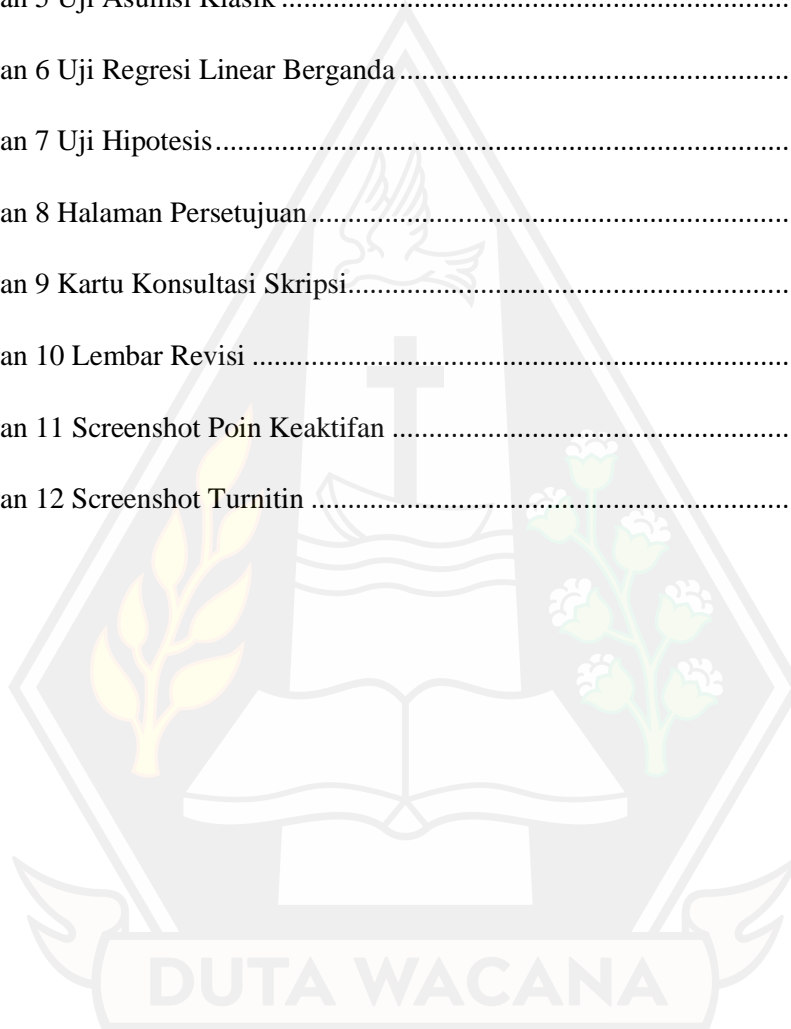 an 5 Uji Asumsi Klasik ........................................................................
an 6 Uji Regresi Linear Berganda ....................................................
an 7 Uji Hipotesis ..............................................................................
an 8 Halaman Persetujuan .................................................................
an 9 Kartu Konsultasi Skripsi............................................................
an 10 Lembar Revisi .........................................................................
an 11 Screenshot Poin Keaktifan ......................................................
an 12 Screenshot Turnitin .................................................................
DUTA WACANA